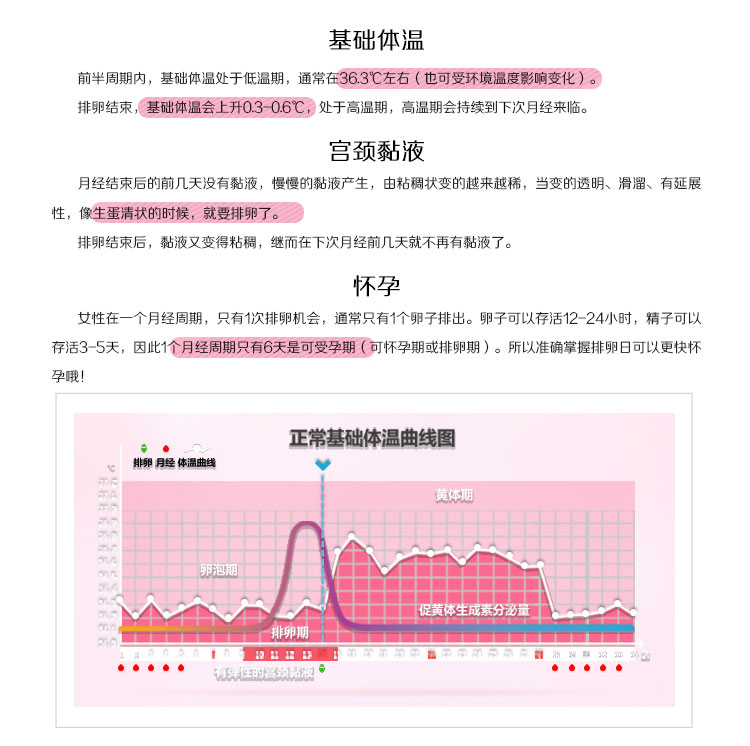 基础体温
前半周期内，基础体温处于低温期，通常在36.3℃左右（也可受环境温度影响变化）。
排卵结束，基础体温会上升0.3-0.6℃，处于高温期，高温期会持续到下次月经来临。
宫颈黏液
月经结束后的前几天没有黏液，慢慢的黏液产生，由粘稠状变的越来越稀，当变的透明、滑溜、有延展
性，像生蛋清状的时候，就要排卵了。
排卵结束后，黏液又变得粘稠，继而在下次月经前几天就不再有黏液了。
怀孕
女性在一个月经周期，只有1次排卵机会，通常只有1个卵子排出。卵子可以存活12-24小时，精子可以
存活3-5天，因此1个月经周期只有6天是可受孕期（可怀孕期或排卵期）。所以准确掌握排卵日可以更快怀
孕哦！
正常基础体温曲线图
排卵 月经 体温曲线
℃
黄体期
卵泡期
促黄体生成素分泌量
排卵期
有弹性的宫颈黏液